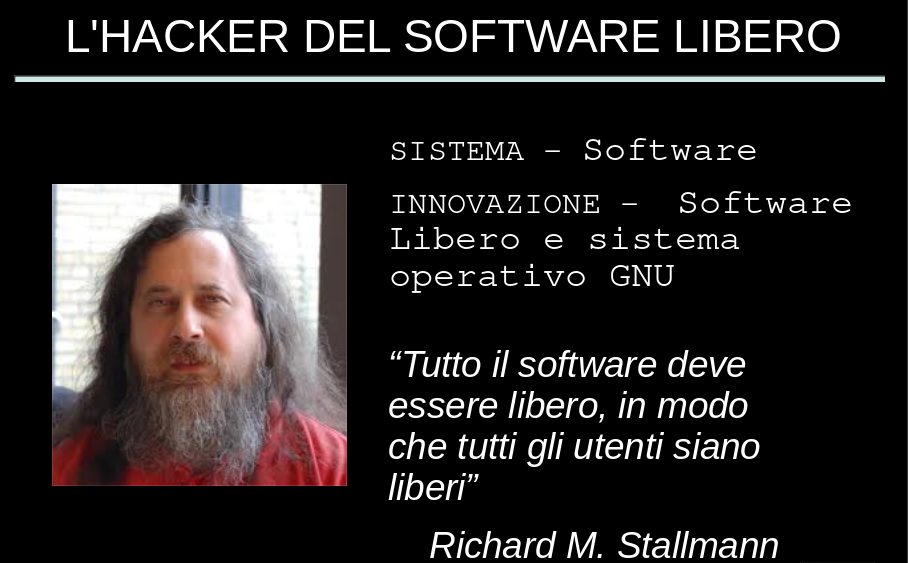 L'HACKER DEL SOFTWARE LIBERO
SISTEMA – Software
INNOVAZIONE – Software
Libero e sistema
operativo GNU
“Tutto il software deve
essere libero, in modo
che tutti gli utenti siano
liberi”
Richard M. Stallmann